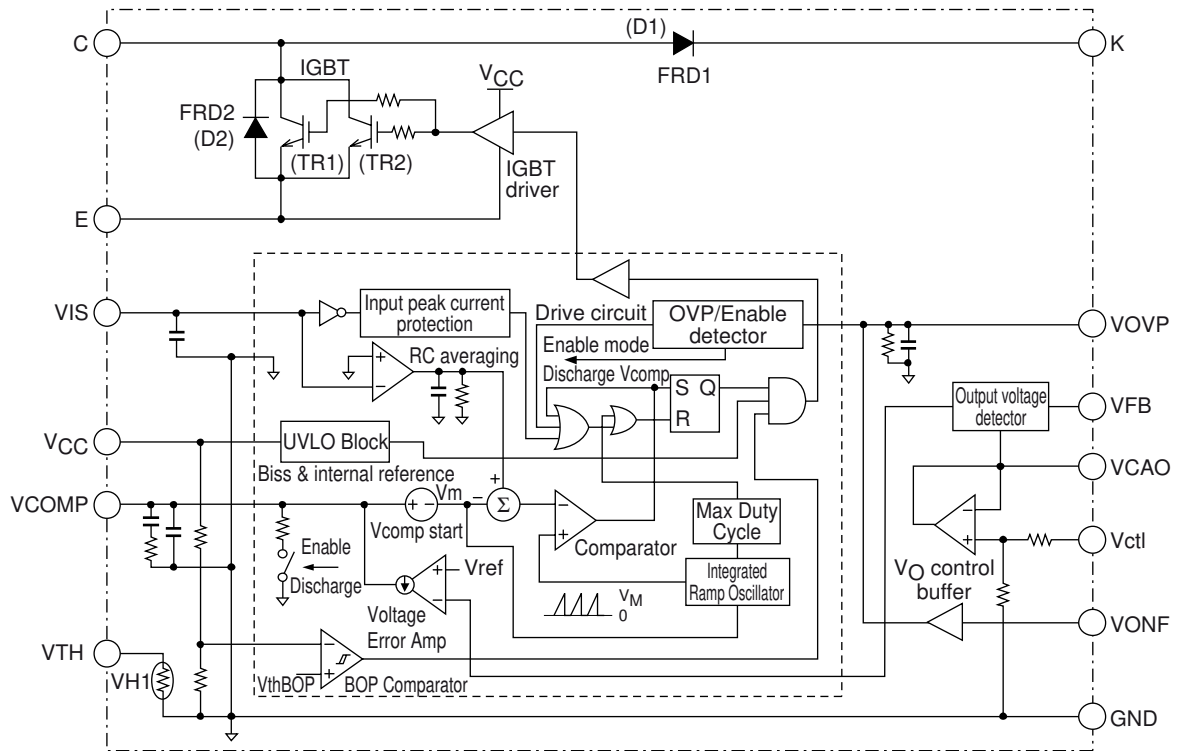 C
(D1)
FRD1
K
IGBT
VCC
FRD2
(D2)
(TR1)
(TR2)
IGBT
driver
E
VIS
Input peak current
protection
Drive circuit
OVP/Enable
detector
VOVP
RC averaging
Enable mode
Discharge Vcomp
S Q
R
Output voltage
detector
VFB
VCC
UVLO Block
Biss & internal reference
VCAO
VCOMP
+ −
Vm
Vcomp start
− +
Σ
+
−
−
+
Comparator
Max Duty
Cycle
−
+
Vctl
Enable
Discharge
Vref
+
−
Voltage
Error Amp
VM
0
Integrated
Ramp Oscillator
VO control
buffer
VONF
VTH
VH1
VthBOP
−
+
BOP Comparator
GND